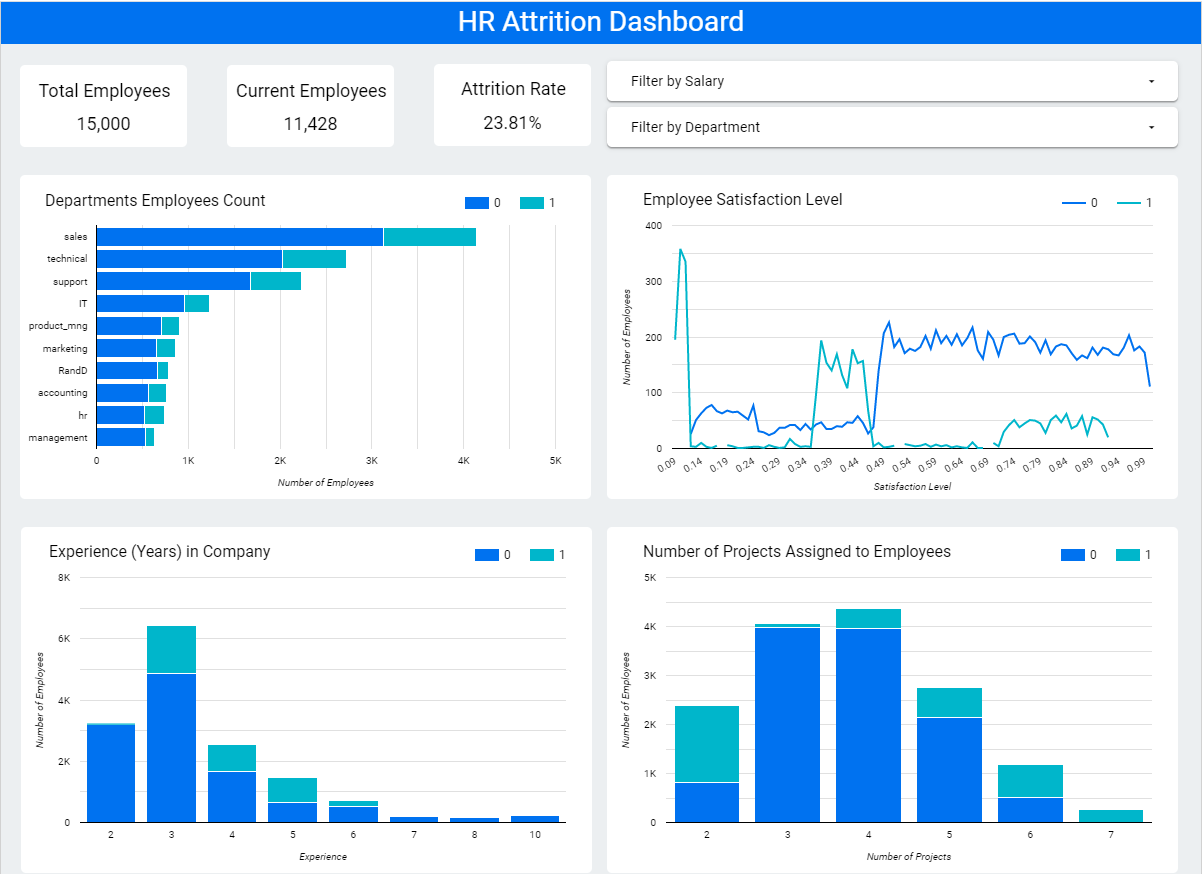 HR Attrition Dashboard
Total Employees
15,000
Current Employees
11,428
Attrition Rate
23.81%
Filter by Salary
Filter by Department
Departments Employees Count
0 1
sales
technical
support
IT
product_mng
marketing
RandD
accounting
hr
management
0 1K 2K 3K 4K 5K
Number of Employees
Employee Satisfaction Level
0 1
400
300
200
100
0
Number of Employees
0.09 0.14 0.19 0.24 0.29 0.34 0.39 0.44 0.49 0.54 0.59 0.64 0.69 0.74 0.79 0.84 0.89 0.94 0.99
Satisfaction Level
Experience (Years) in Company
0 1
8K
6K
4K
2K
0
Number of Employees
2 3 4 5 6 7 8 10
Experience
Number of Projects Assigned to Employees
0 1
5K
4K
3K
2K
1K
0
Number of Employees
2 3 4 5 6 7
Number of Projects